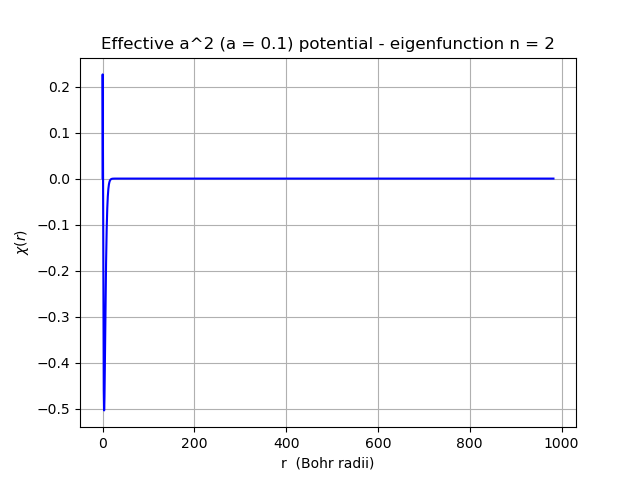 Effective a^2 (a = 0.1) potential - eigenfunction n = 2
0.2
0.1
0.0
−0.1
−0.2
−0.3
−0.4
−0.5
χ(r)
0 200 400 600 800 1000
r (Bohr radii)